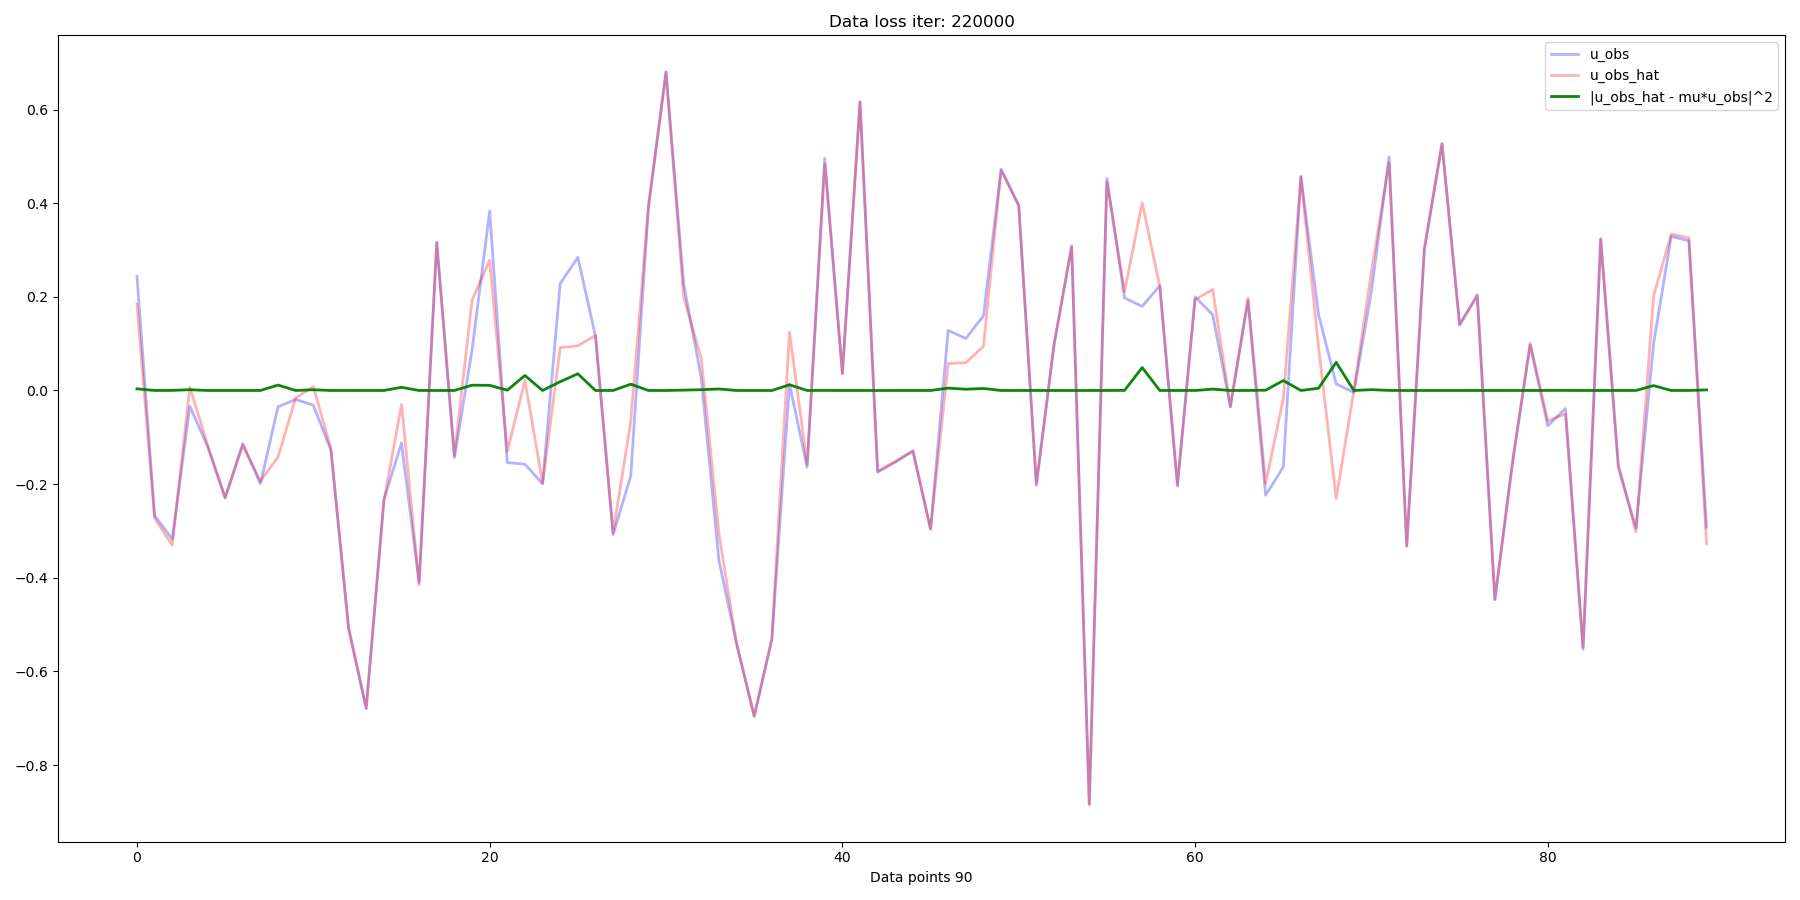 Data loss iter: 220000
u_obs
u_obs_hat
|u_obs_hat - mu*u_obs|^2
0.6
0.4
0.2
0.0
−0.2
−0.4
−0.6
−0.8
0 20 40 60 80
Data points 90